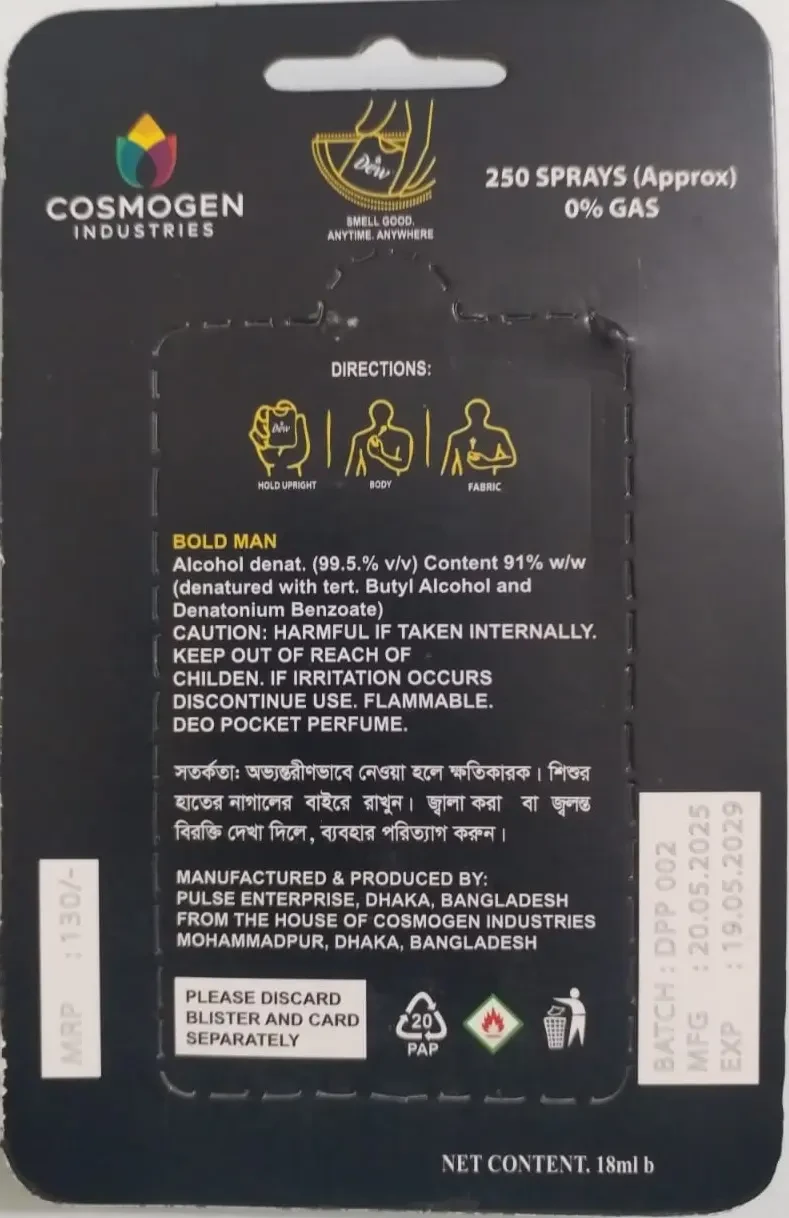 COSMOGEN
INDUSTRIES
Dew
SMELL GOOD.
ANYTIME. ANYWHERE
250 SPRAYS (Approx)
0% GAS
DIRECTIONS:
Dew
HOLD UPRIGHT
BODY
FABRIC
BOLD MAN
Alcohol denat. (99.5.% v/v) Content 91% w/w
(denatured with tert. Butyl Alcohol and
Denatonium Benzoate)
CAUTION: HARMFUL IF TAKEN INTERNALLY.
KEEP OUT OF REACH OF
CHILDEN. IF IRRITATION OCCURS
DISCONTINUE USE. FLAMMABLE.
DEO POCKET PERFUME.
সতর্কতা: অভ্যন্তরীণভাবে নেওয়া হলে ক্ষতিকারক। শিশুর
হাতের নাগালের বাইরে রাখুন। জ্বালা করা বা জ্বলন্ত
বিরক্তি দেখা দিলে, ব্যবহার পরিত্যাগ করুন।
MANUFACTURED & PRODUCED BY:
PULSE ENTERPRISE, DHAKA, BANGLADESH
FROM THE HOUSE OF COSMOGEN INDUSTRIES
MOHAMMADPUR, DHAKA, BANGLADESH
MRP : 130/-
BATCH : DPP 002
MFG : 20.05.2025
EXP : 19.05.2029
PLEASE DISCARD
BLISTER AND CARD
SEPARATELY
20
PAP
NET CONTENT. 18ml b